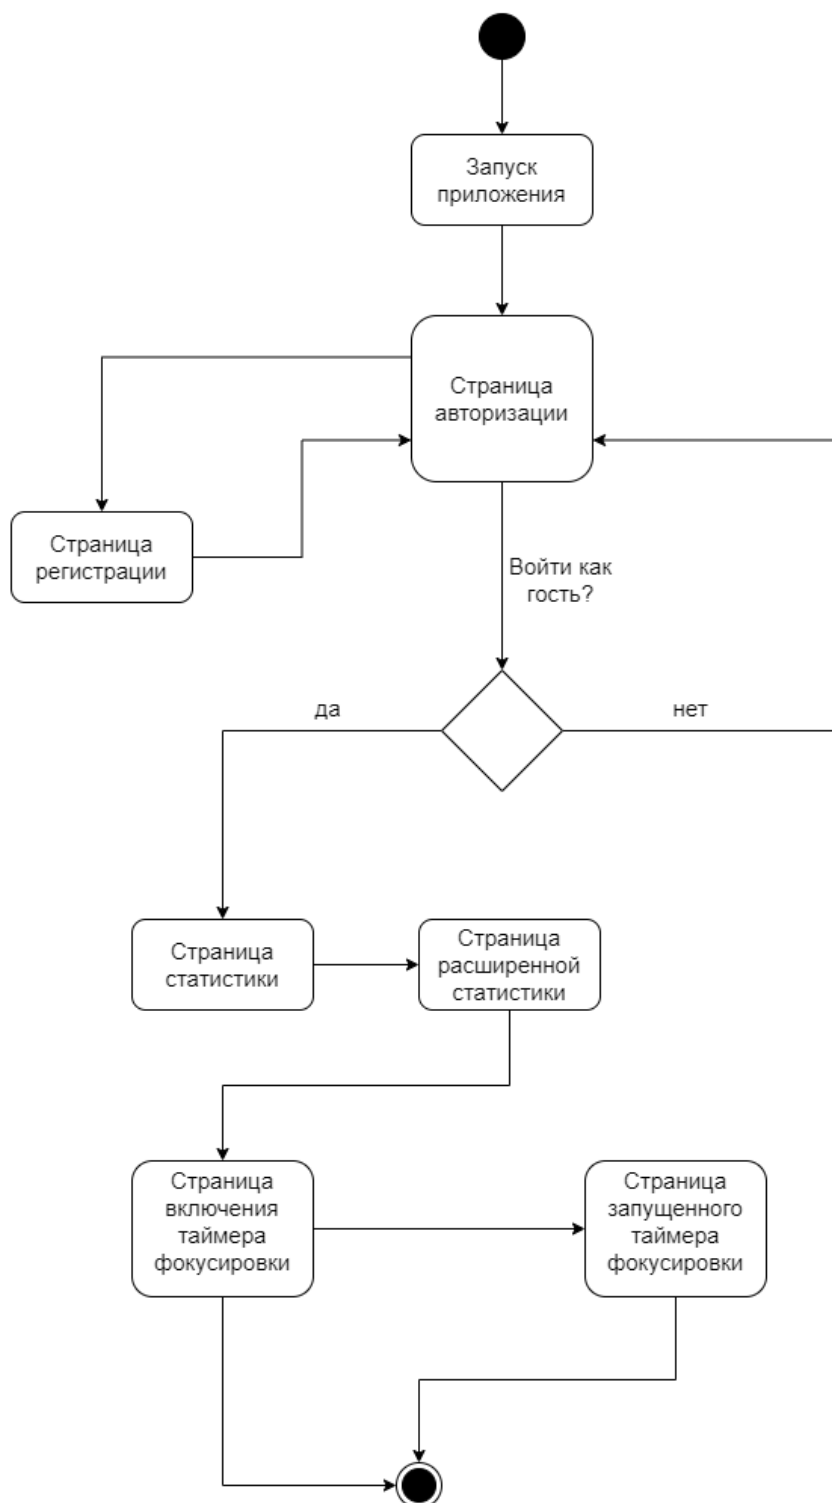 Запуск
приложения
Страница
авторизации
Страница
регистрации
Войти как
гость?
да
нет
Страница
статистики
Страница
расширенной
статистики
Страница
включения
таймера
фокусировки
Страница
запущенного
таймера
фокусировки